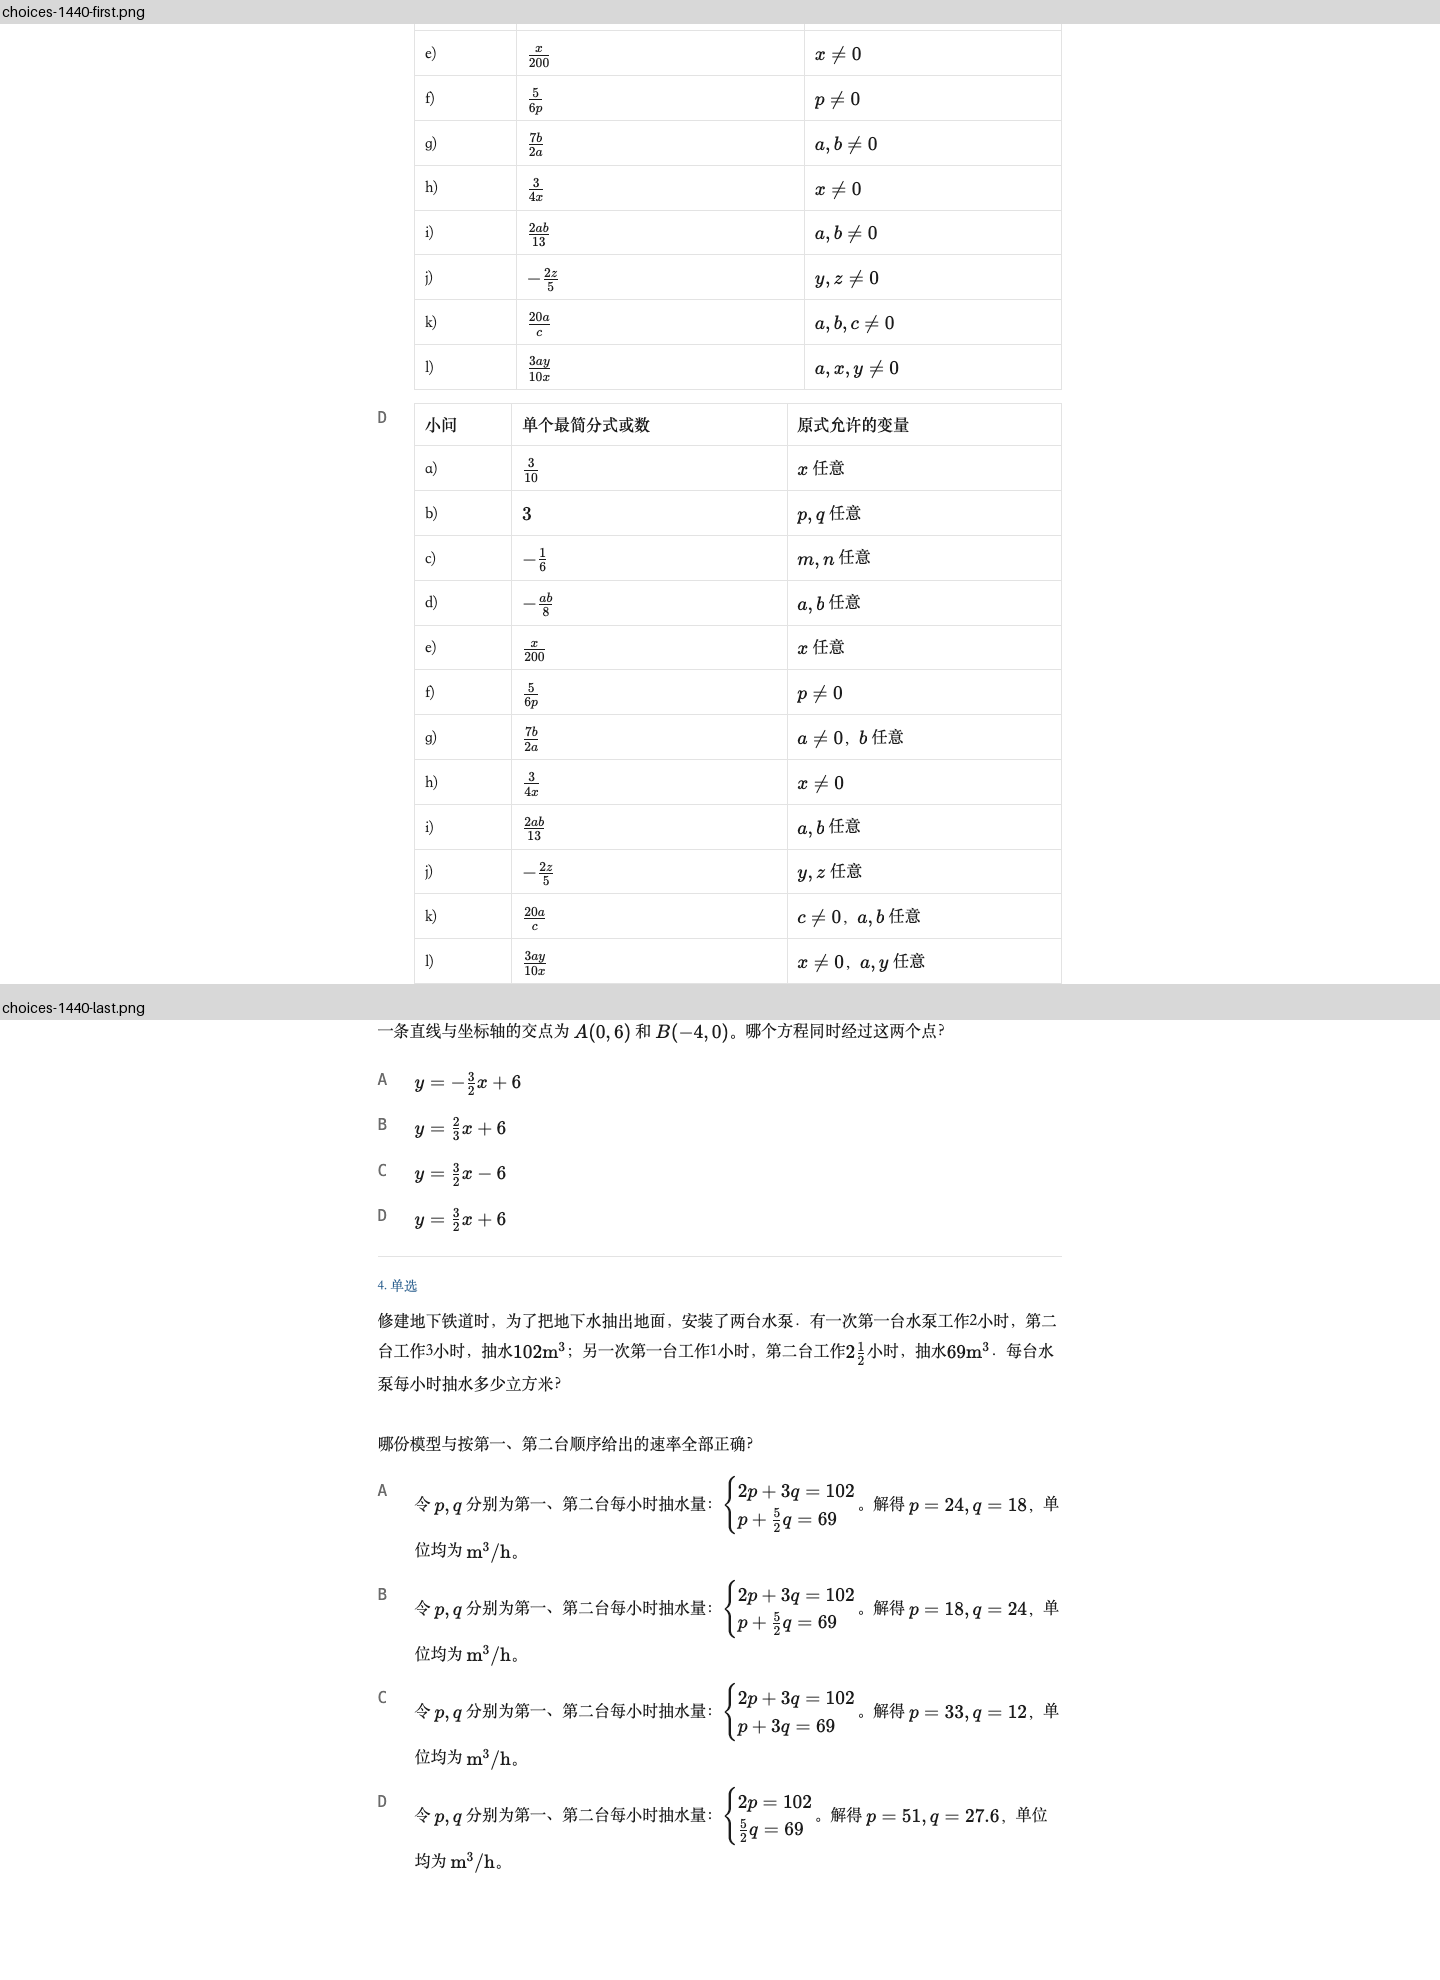 choices-1440-first.png
e) x/200 x ≠ 0
f) 5/6p p ≠ 0
g) 7b/2a a, b ≠ 0
h) 3/4x x ≠ 0
i) 2ab/13 a, b ≠ 0
j) −2z/5 y, z ≠ 0
k) 20a/c a, b, c ≠ 0
l) 3ay/10x a, x, y ≠ 0
D 小问 单个最简分式或数 原式允许的变量
a) 3/10 x 任意
b) 3 p, q 任意
c) −1/6 m, n 任意
d) −ab/8 a, b 任意
e) x/200 x 任意
f) 5/6p p ≠ 0
g) 7b/2a a ≠ 0，b 任意
h) 3/4x x ≠ 0
i) 2ab/13 a, b 任意
j) −2z/5 y, z 任意
k) 20a/c c ≠ 0，a, b 任意
l) 3ay/10x x ≠ 0，a, y 任意
choices-1440-last.png
一条直线与坐标轴的交点为 A(0, 6) 和 B(−4, 0)。哪个方程同时经过这两个点？
A y = −3/2x + 6
B y = 2/3x + 6
C y = 3/2x − 6
D y = 3/2x + 6
4. 单选
修建地下铁道时，为了把地下水抽出地面，安装了两台水泵．有一次第一台水泵工作2小时，第二
台工作3小时，抽水102m³；另一次第一台工作1小时，第二台工作2 1/2小时，抽水69m³．每台水
泵每小时抽水多少立方米？
哪份模型与按第一、第二台顺序给出的速率全部正确？
A 令 p, q 分别为第一、第二台每小时抽水量：{2p + 3q = 102
p + 5/2q = 69 。解得 p = 24, q = 18，单
位均为 m³/h。
B 令 p, q 分别为第一、第二台每小时抽水量：{2p + 3q = 102
p + 5/2q = 69 。解得 p = 18, q = 24，单
位均为 m³/h。
C 令 p, q 分别为第一、第二台每小时抽水量：{2p + 3q = 102
p + 3q = 69 。解得 p = 33, q = 12，单
位均为 m³/h。
D 令 p, q 分别为第一、第二台每小时抽水量：{2p = 102
5/2q = 69 。解得 p = 51, q = 27.6，单位
均为 m³/h。